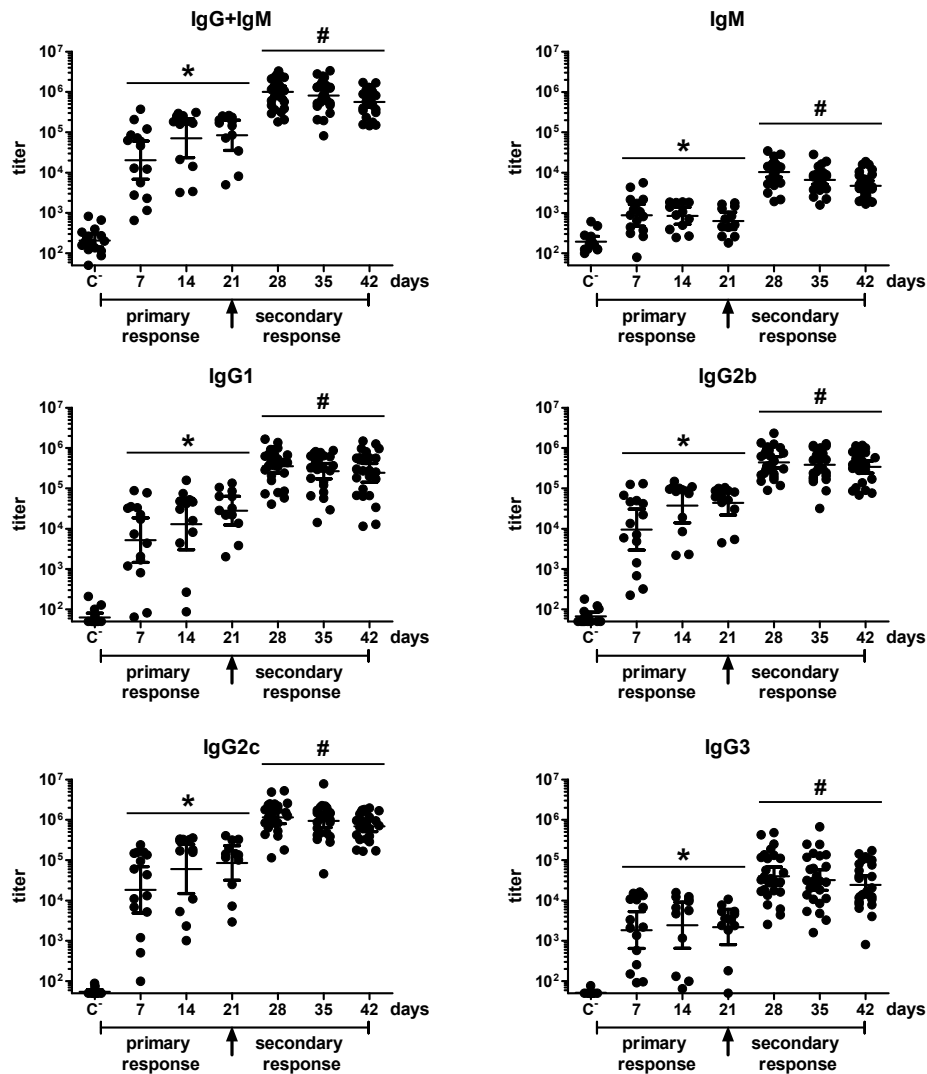 IgG+IgM
#
*
titer
10⁷
10⁶
10⁵
10⁴
10³
10²
C⁻ 7 14 21 28 35 42 days
primary response
secondary response
IgM
#
*
titer
10⁷
10⁶
10⁵
10⁴
10³
10²
C⁻ 7 14 21 28 35 42 days
primary response
secondary response
IgG1
#
*
titer
10⁷
10⁶
10⁵
10⁴
10³
10²
C⁻ 7 14 21 28 35 42 days
primary response
secondary response
IgG2b
#
*
titer
10⁷
10⁶
10⁵
10⁴
10³
10²
C⁻ 7 14 21 28 35 42 days
primary response
secondary response
IgG2c
#
*
titer
10⁷
10⁶
10⁵
10⁴
10³
10²
C⁻ 7 14 21 28 35 42 days
primary response
secondary response
IgG3
#
*
titer
10⁷
10⁶
10⁵
10⁴
10³
10²
C⁻ 7 14 21 28 35 42 days
primary response
secondary response